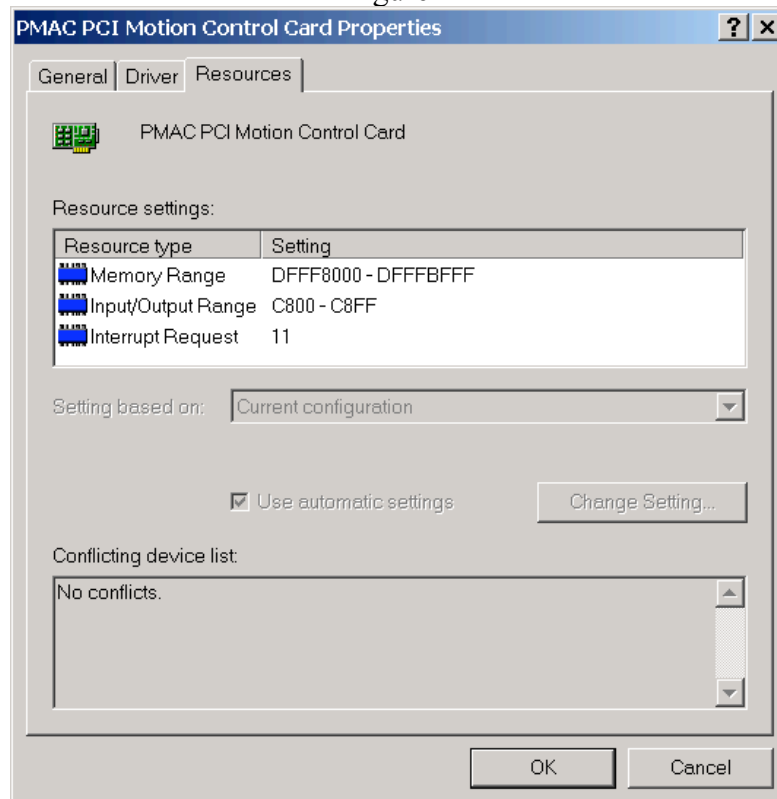 PMAC PCI Motion Control Card Properties
General Driver Resources
PMAC PCI Motion Control Card
Resource settings:
Resource type Setting
Memory Range DFFF8000 - DFFFBFFF
Input/Output Range C800 - C8FF
Interrupt Request 11
Setting based on: Current configuration
Use automatic settings Change Setting...
Conflicting device list:
No conflicts.
OK Cancel